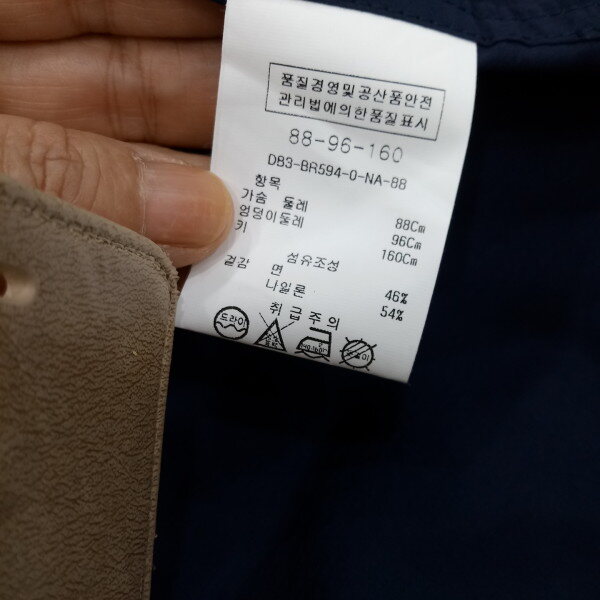 품질경영및공산품안전
관리법에의한품질표시
88-96-160
DB3-BR594-0-NA-88
항목
가슴 둘레 88Cm
엉덩이둘레 96Cm
키 160Cm
섬유조성
겉감 면 46%
나일론 54%
취급주의
드라이